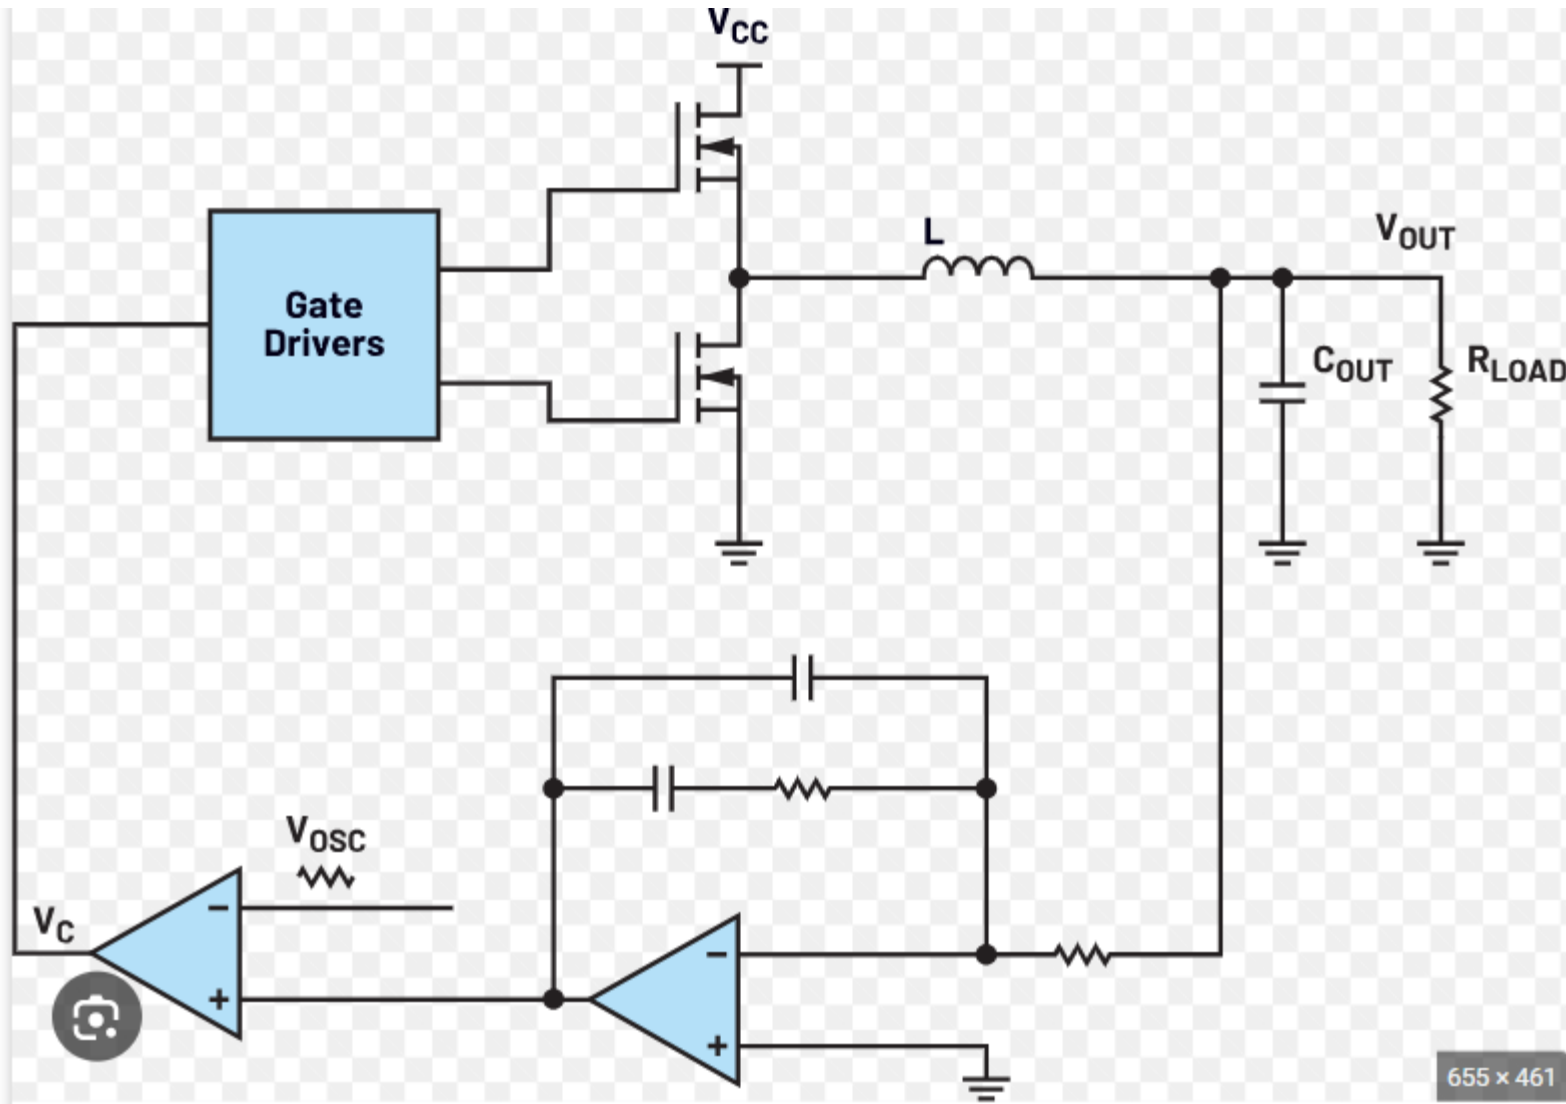 VCC
L
VOUT
Gate
Drivers
COUT
RLOAD
VOSC
VC
−
+
−
+
655 × 461